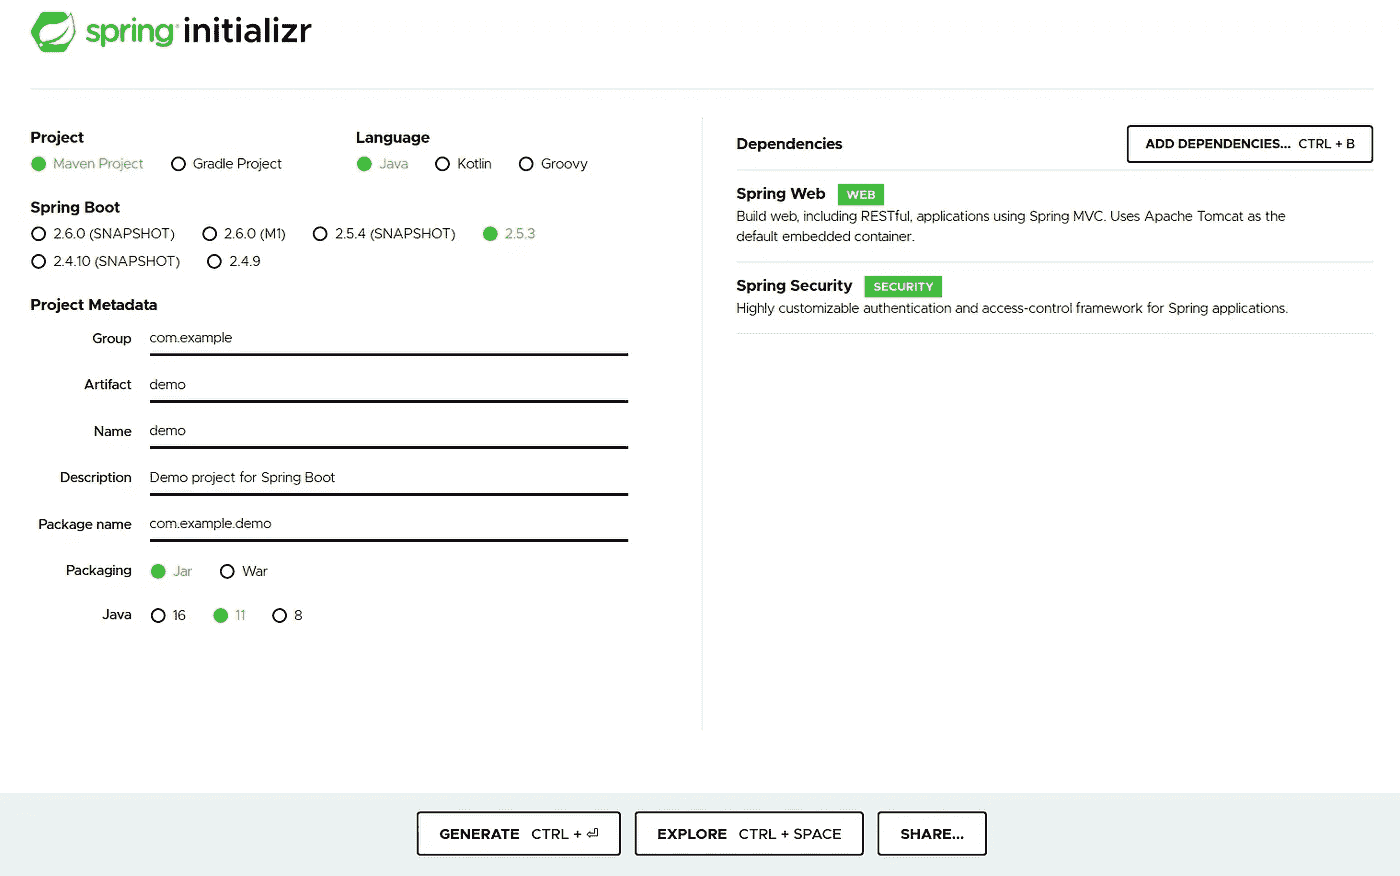 spring initializr
Project
Maven Project Gradle Project
Language
Java Kotlin Groovy
Spring Boot
2.6.0 (SNAPSHOT) 2.6.0 (M1) 2.5.4 (SNAPSHOT) 2.5.3
2.4.10 (SNAPSHOT) 2.4.9
Project Metadata
Group com.example
Artifact demo
Name demo
Description Demo project for Spring Boot
Package name com.example.demo
Packaging Jar War
Java 16 11 8
Dependencies
ADD DEPENDENCIES... CTRL + B
Spring Web WEB
Build web, including RESTful, applications using Spring MVC. Uses Apache Tomcat as the
default embedded container.
Spring Security SECURITY
Highly customizable authentication and access-control framework for Spring applications.
GENERATE CTRL + ⏎
EXPLORE CTRL + SPACE
SHARE...